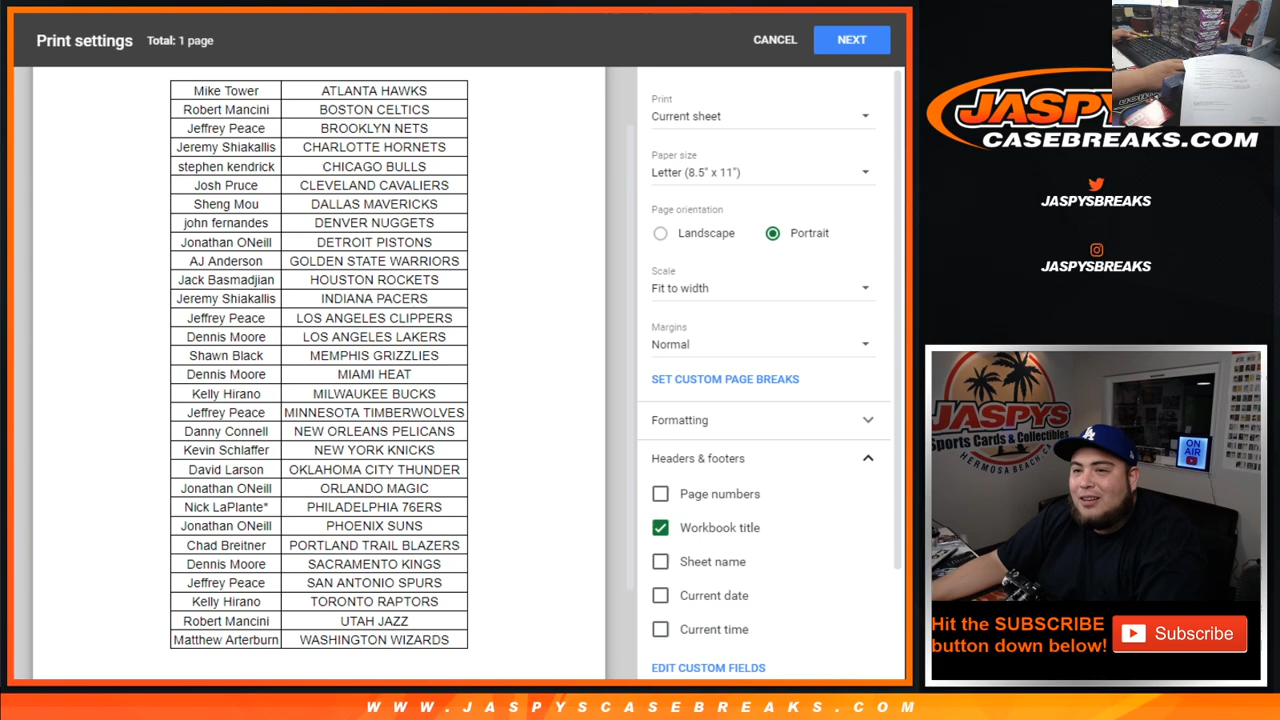 Print settings Total: 1 page
CANCEL NEXT
Mike Tower ATLANTA HAWKS
Robert Mancini BOSTON CELTICS
Jeffrey Peace BROOKLYN NETS
Jeremy Shiakallis CHARLOTTE HORNETS
stephen kendrick CHICAGO BULLS
Josh Pruce CLEVELAND CAVALIERS
Sheng Mou DALLAS MAVERICKS
john fernandes DENVER NUGGETS
Jonathan ONeill DETROIT PISTONS
AJ Anderson GOLDEN STATE WARRIORS
Jack Basmadjian HOUSTON ROCKETS
Jeremy Shiakallis INDIANA PACERS
Jeffrey Peace LOS ANGELES CLIPPERS
Dennis Moore LOS ANGELES LAKERS
Shawn Black MEMPHIS GRIZZLIES
Dennis Moore MIAMI HEAT
Kelly Hirano MILWAUKEE BUCKS
Jeffrey Peace MINNESOTA TIMBERWOLVES
Danny Connell NEW ORLEANS PELICANS
Kevin Schlaffer NEW YORK KNICKS
David Larson OKLAHOMA CITY THUNDER
Jonathan ONeill ORLANDO MAGIC
Nick LaPlante* PHILADELPHIA 76ERS
Jonathan ONeill PHOENIX SUNS
Chad Breitner PORTLAND TRAIL BLAZERS
Dennis Moore SACRAMENTO KINGS
Jeffrey Peace SAN ANTONIO SPURS
Kelly Hirano TORONTO RAPTORS
Robert Mancini UTAH JAZZ
Matthew Arterburn WASHINGTON WIZARDS
Print
Current sheet
Paper size
Letter (8.5" x 11")
Page orientation
Landscape Portrait
Scale
Fit to width
Margins
Normal
SET CUSTOM PAGE BREAKS
Formatting
Headers & footers
Page numbers
Workbook title
Sheet name
Current date
Current time
EDIT CUSTOM FIELDS
CASEBREAKS.COM
JASPYSBREAKS
JASPYSBREAKS
JASPYS
Sports Cards & Collectibles
HERMOSA BEACH,
ON
AIR
LA
Hit the SUBSCRIBE
button down below!
Subscribe
WWW.JASPYSCASEBREAKS.COM